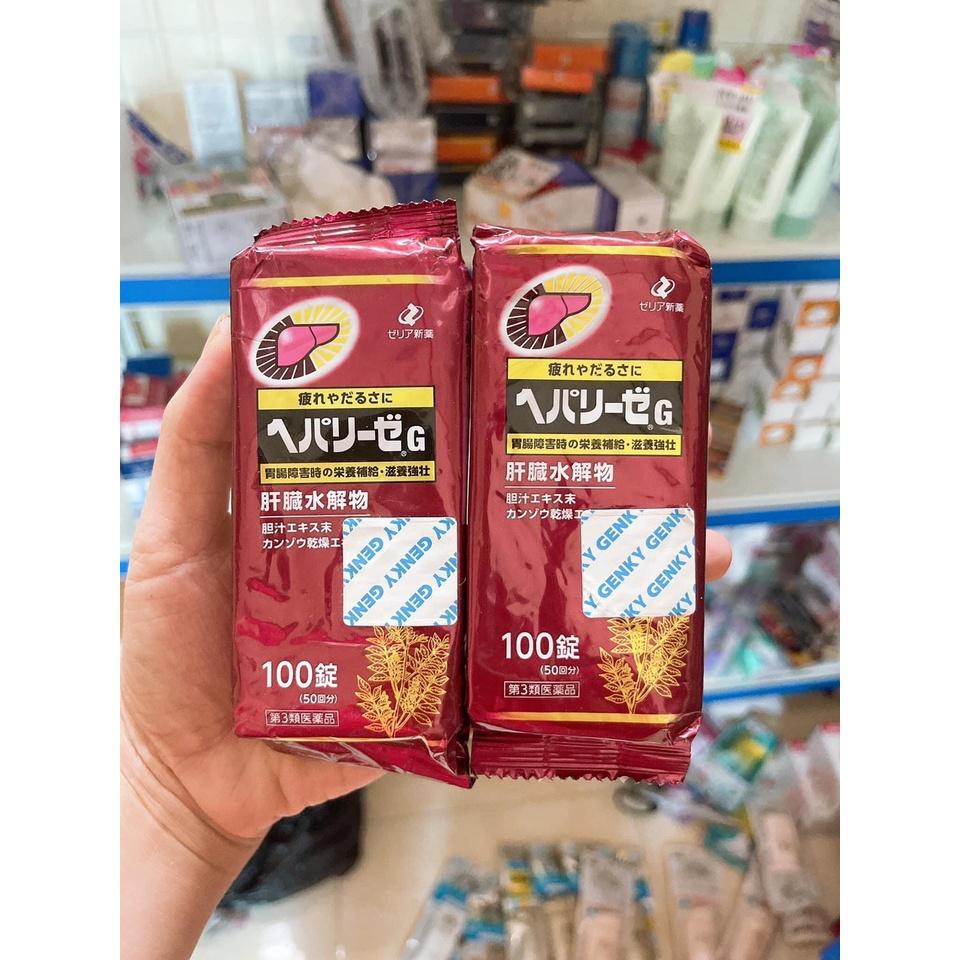 ゼリア新薬
疲れやだるさに
ヘパリーゼG
胃腸障害時の栄養補給・滋養強壮
肝臓水解物
胆汁エキス末
カンゾウ乾燥エキ
GENKY GENKY
GENKY
100錠
(50回分)
第3類医薬品
ゼリア新薬
疲れやだるさに
ヘパリーゼG
胃腸障害時の栄養補給・滋養強壮
肝臓水解物
胆汁エキス末
カンゾウ乾燥エ
GENKY GENKY
GENKY
100錠
(50回分)
第3類医薬品